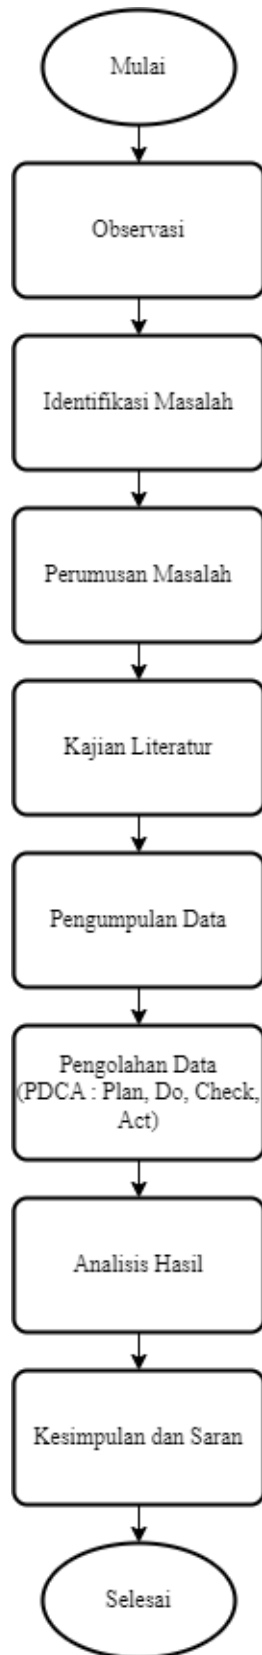 Mulai
Observasi
Identifikasi Masalah
Perumusan Masalah
Kajian Literatur
Pengumpulan Data
Pengolahan Data
(PDCA : Plan, Do, Check,
Act)
Analisis Hasil
Kesimpulan dan Saran
Selesai